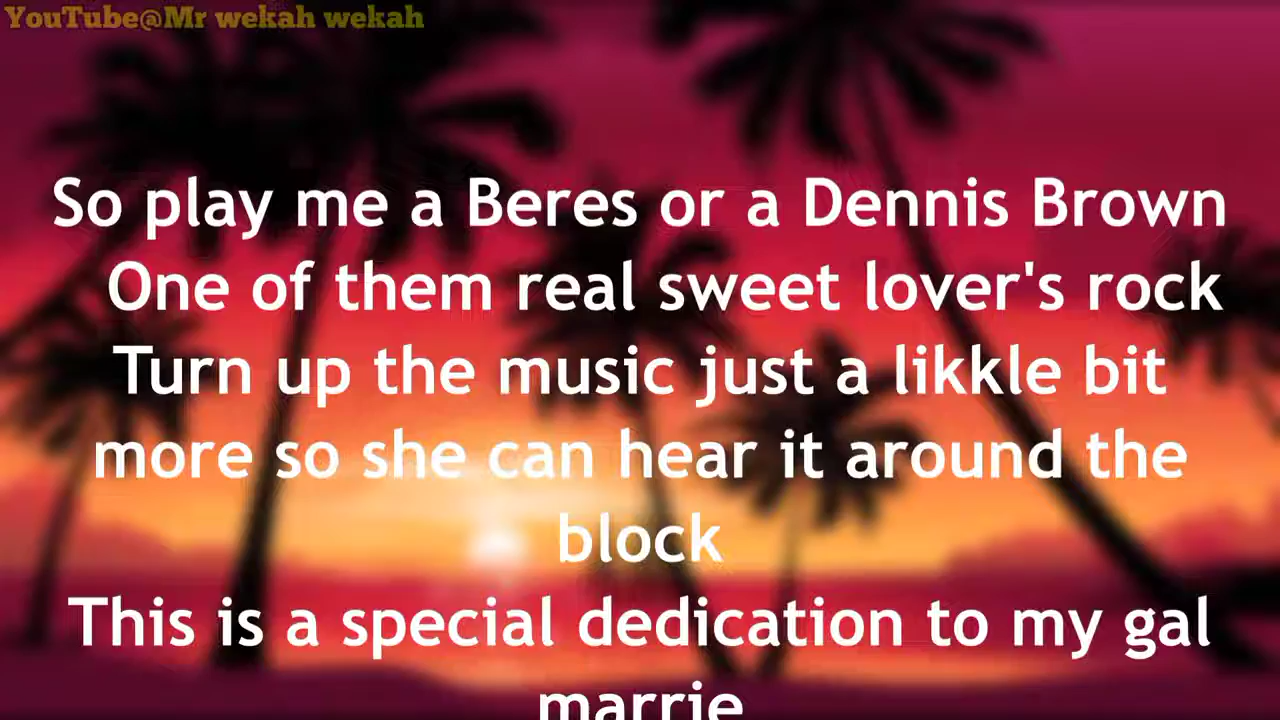 YouTube@Mr wekah wekah
So play me a Beres or a Dennis Brown
One of them real sweet lover's rock
Turn up the music just a likkle bit
more so she can hear it around the
block
This is a special dedication to my gal
marrie